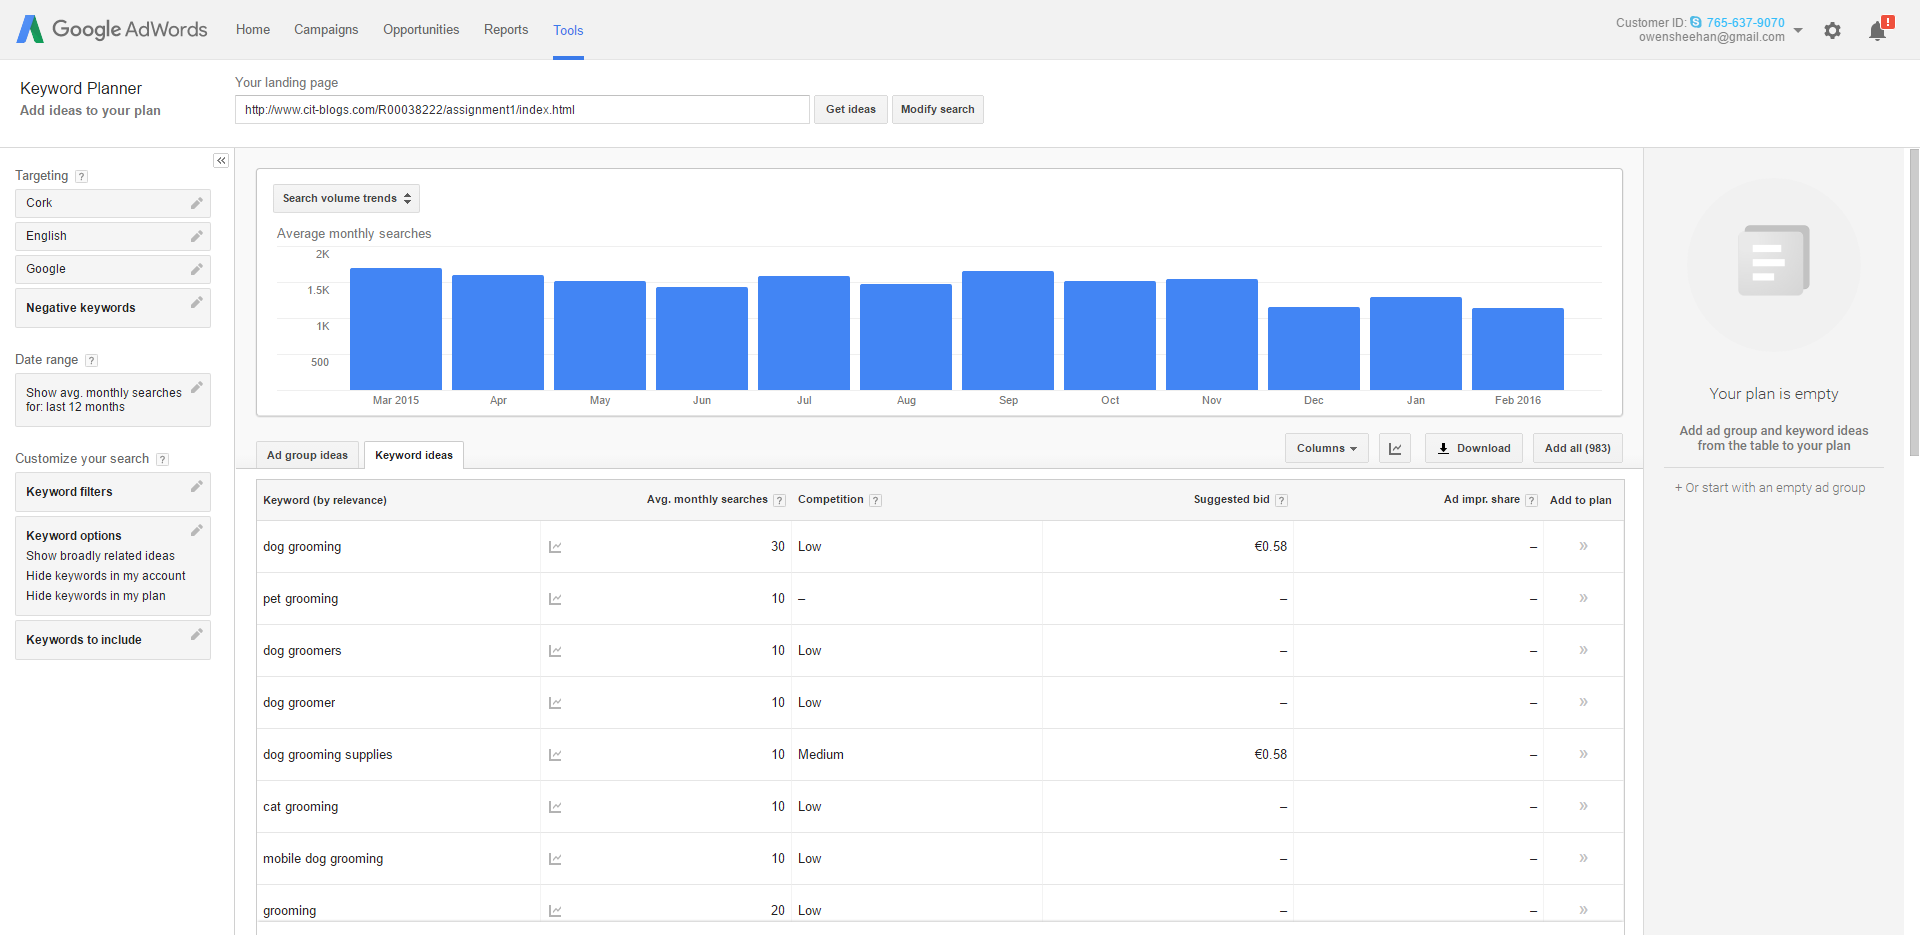 Google AdWords
Home
Campaigns
Opportunities
Reports
Tools
Customer ID: 765-637-9070
owensheehan@gmail.com
!
Keyword Planner
Add ideas to your plan
Your landing page
http://www.cit-blogs.com/R00038222/assignment1/index.html
Get ideas
Modify search
Targeting ?
Cork
English
Google
Negative keywords
Date range ?
Show avg. monthly searches
for: last 12 months
Customize your search ?
Keyword filters
Keyword options
Show broadly related ideas
Hide keywords in my account
Hide keywords in my plan
Keywords to include
Search volume trends
Average monthly searches
2K
1.5K
1K
500
Mar 2015 Apr May Jun Jul Aug Sep Oct Nov Dec Jan Feb 2016
Ad group ideas
Keyword ideas
Columns
Download
Add all (983)
Keyword (by relevance) Avg. monthly searches ? Competition ? Suggested bid ? Ad impr. share ? Add to plan
dog grooming 30 Low €0.58 – »
pet grooming 10 – – – »
dog groomers 10 Low – – »
dog groomer 10 Low – – »
dog grooming supplies 10 Medium €0.58 – »
cat grooming 10 Low – – »
mobile dog grooming 10 Low – – »
grooming 20 Low – – »
Your plan is empty
Add ad group and keyword ideas
from the table to your plan
+ Or start with an empty ad group